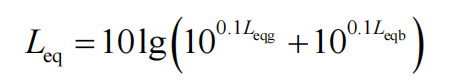 L_eq = 10lg(10^{0.1L_eqg} + 10^{0.1L_eqb})